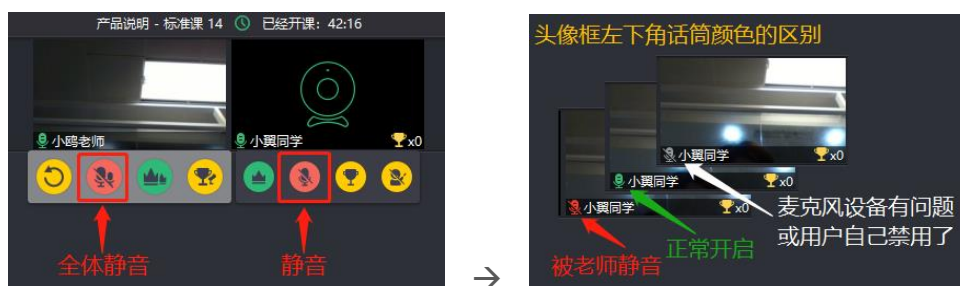 产品说明 - 标准课 14 已经开课：42:16
小鸥老师
小翼同学 x0
全体静音
静音
→
头像框左下角话筒颜色的区别
小翼同学 x0
小翼同学 x0
小翼同学 x0
麦克风设备有问题
或用户自己禁用了
正常开启
被老师静音